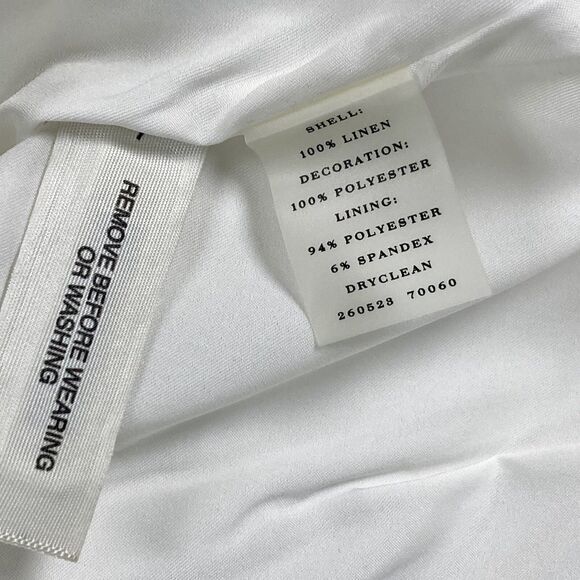 SHELL:
100% LINEN
DECORATION:
100% POLYESTER
LINING:
94% POLYESTER
6% SPANDEX
DRYCLEAN
260523 70060
REMOVE BEFORE WEARING
OR WASHING